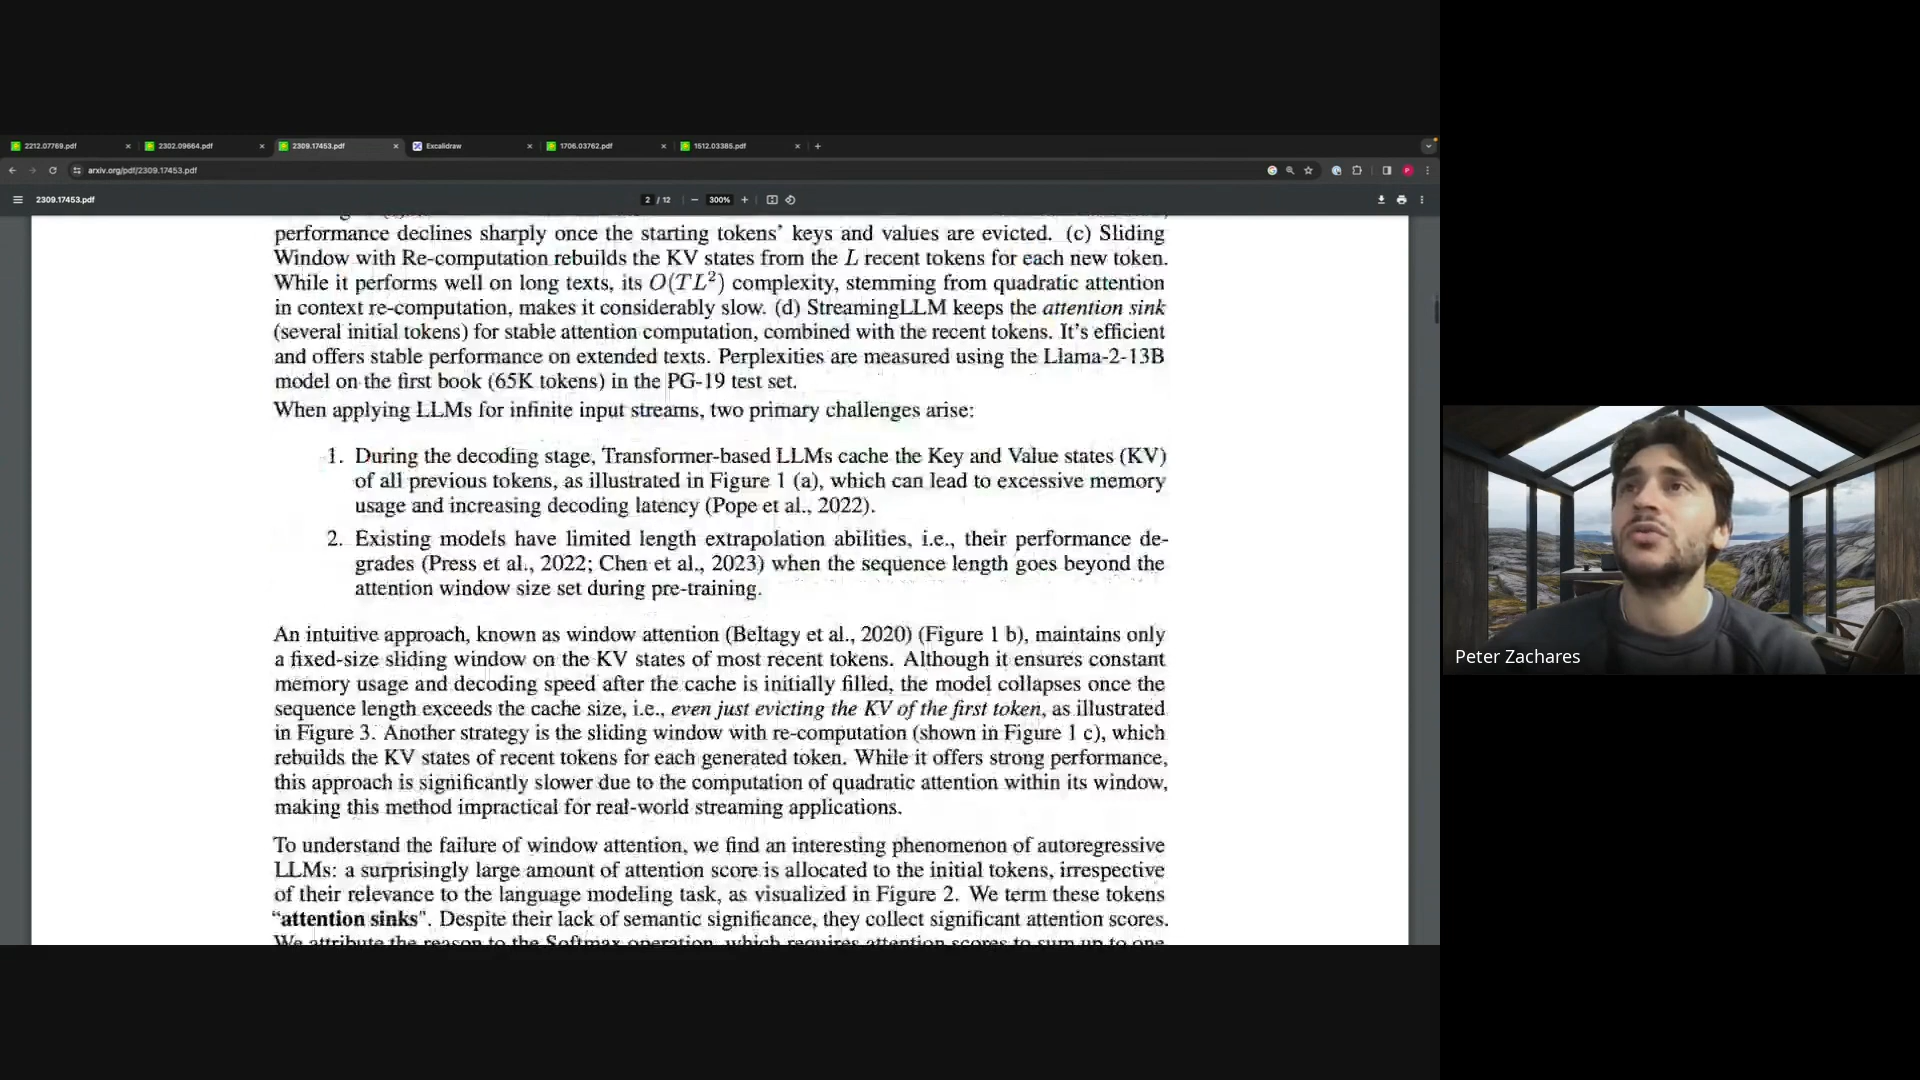 2212.07769.pdf
2302.09664.pdf
2309.17453.pdf
Excalidraw
1706.03762.pdf
1512.03385.pdf
arxiv.org/pdf/2309.17453.pdf
P
2309.17453.pdf
2 / 12
300%
performance declines sharply once the starting tokens' keys and values are evicted. (c) Sliding
Window with Re-computation rebuilds the KV states from the L recent tokens for each new token.
While it performs well on long texts, its O(TL²) complexity, stemming from quadratic attention
in context re-computation, makes it considerably slow. (d) StreamingLLM keeps the attention sink
(several initial tokens) for stable attention computation, combined with the recent tokens. It's efficient
and offers stable performance on extended texts. Perplexities are measured using the Llama-2-13B
model on the first book (65K tokens) in the PG-19 test set.
When applying LLMs for infinite input streams, two primary challenges arise:
1. During the decoding stage, Transformer-based LLMs cache the Key and Value states (KV)
of all previous tokens, as illustrated in Figure 1 (a), which can lead to excessive memory
usage and increasing decoding latency (Pope et al., 2022).
2. Existing models have limited length extrapolation abilities, i.e., their performance de-
grades (Press et al., 2022; Chen et al., 2023) when the sequence length goes beyond the
attention window size set during pre-training.
An intuitive approach, known as window attention (Beltagy et al., 2020) (Figure 1 b), maintains only
a fixed-size sliding window on the KV states of most recent tokens. Although it ensures constant
memory usage and decoding speed after the cache is initially filled, the model collapses once the
sequence length exceeds the cache size, i.e., even just evicting the KV of the first token, as illustrated
in Figure 3. Another strategy is the sliding window with re-computation (shown in Figure 1 c), which
rebuilds the KV states of recent tokens for each generated token. While it offers strong performance,
this approach is significantly slower due to the computation of quadratic attention within its window,
making this method impractical for real-world streaming applications.
To understand the failure of window attention, we find an interesting phenomenon of autoregressive
LLMs: a surprisingly large amount of attention score is allocated to the initial tokens, irrespective
of their relevance to the language modeling task, as visualized in Figure 2. We term these tokens
"attention sinks". Despite their lack of semantic significance, they collect significant attention scores.
We attribute the reason to the Softmax operation, which requires attention scores to sum up to one
Peter Zachares